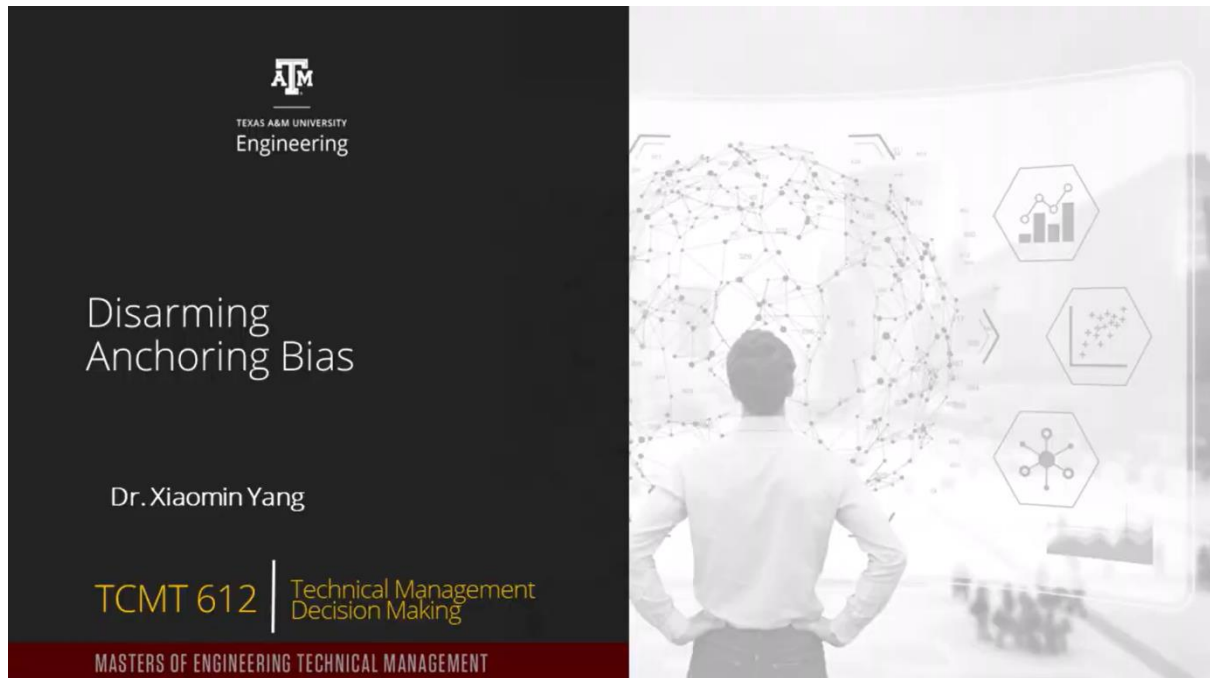 ATM
TEXAS A&M UNIVERSITY
Engineering
Disarming
Anchoring Bias
Dr. Xiaomin Yang
TCMT 612
Technical Management
Decision Making
MASTERS OF ENGINEERING TECHNICAL MANAGEMENT